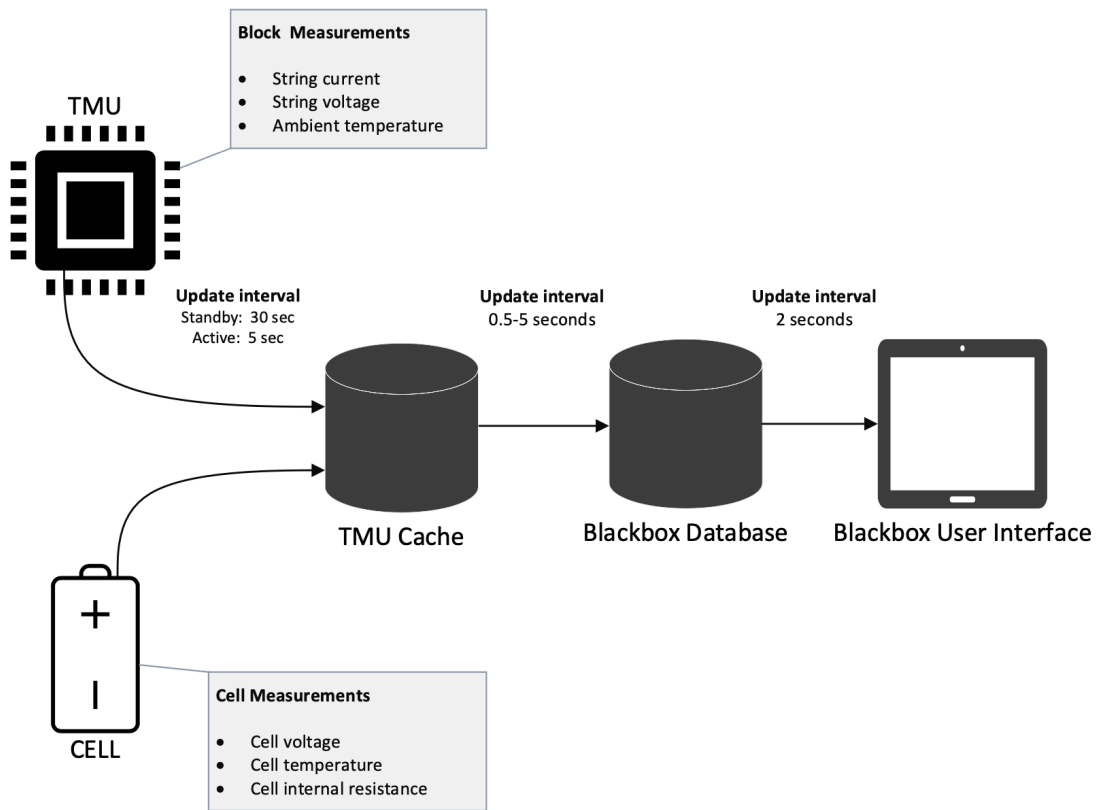 Block  Measurements
• String current
• String voltage
• Ambient temperature
TMU
Update interval
Standby:  30 sec
Active:  5 sec
Update interval
0.5-5 seconds
Update interval
2 seconds
TMU Cache
Blackbox Database
Blackbox User Interface
+
–
CELL
Cell Measurements
• Cell voltage
• Cell temperature
• Cell internal resistance